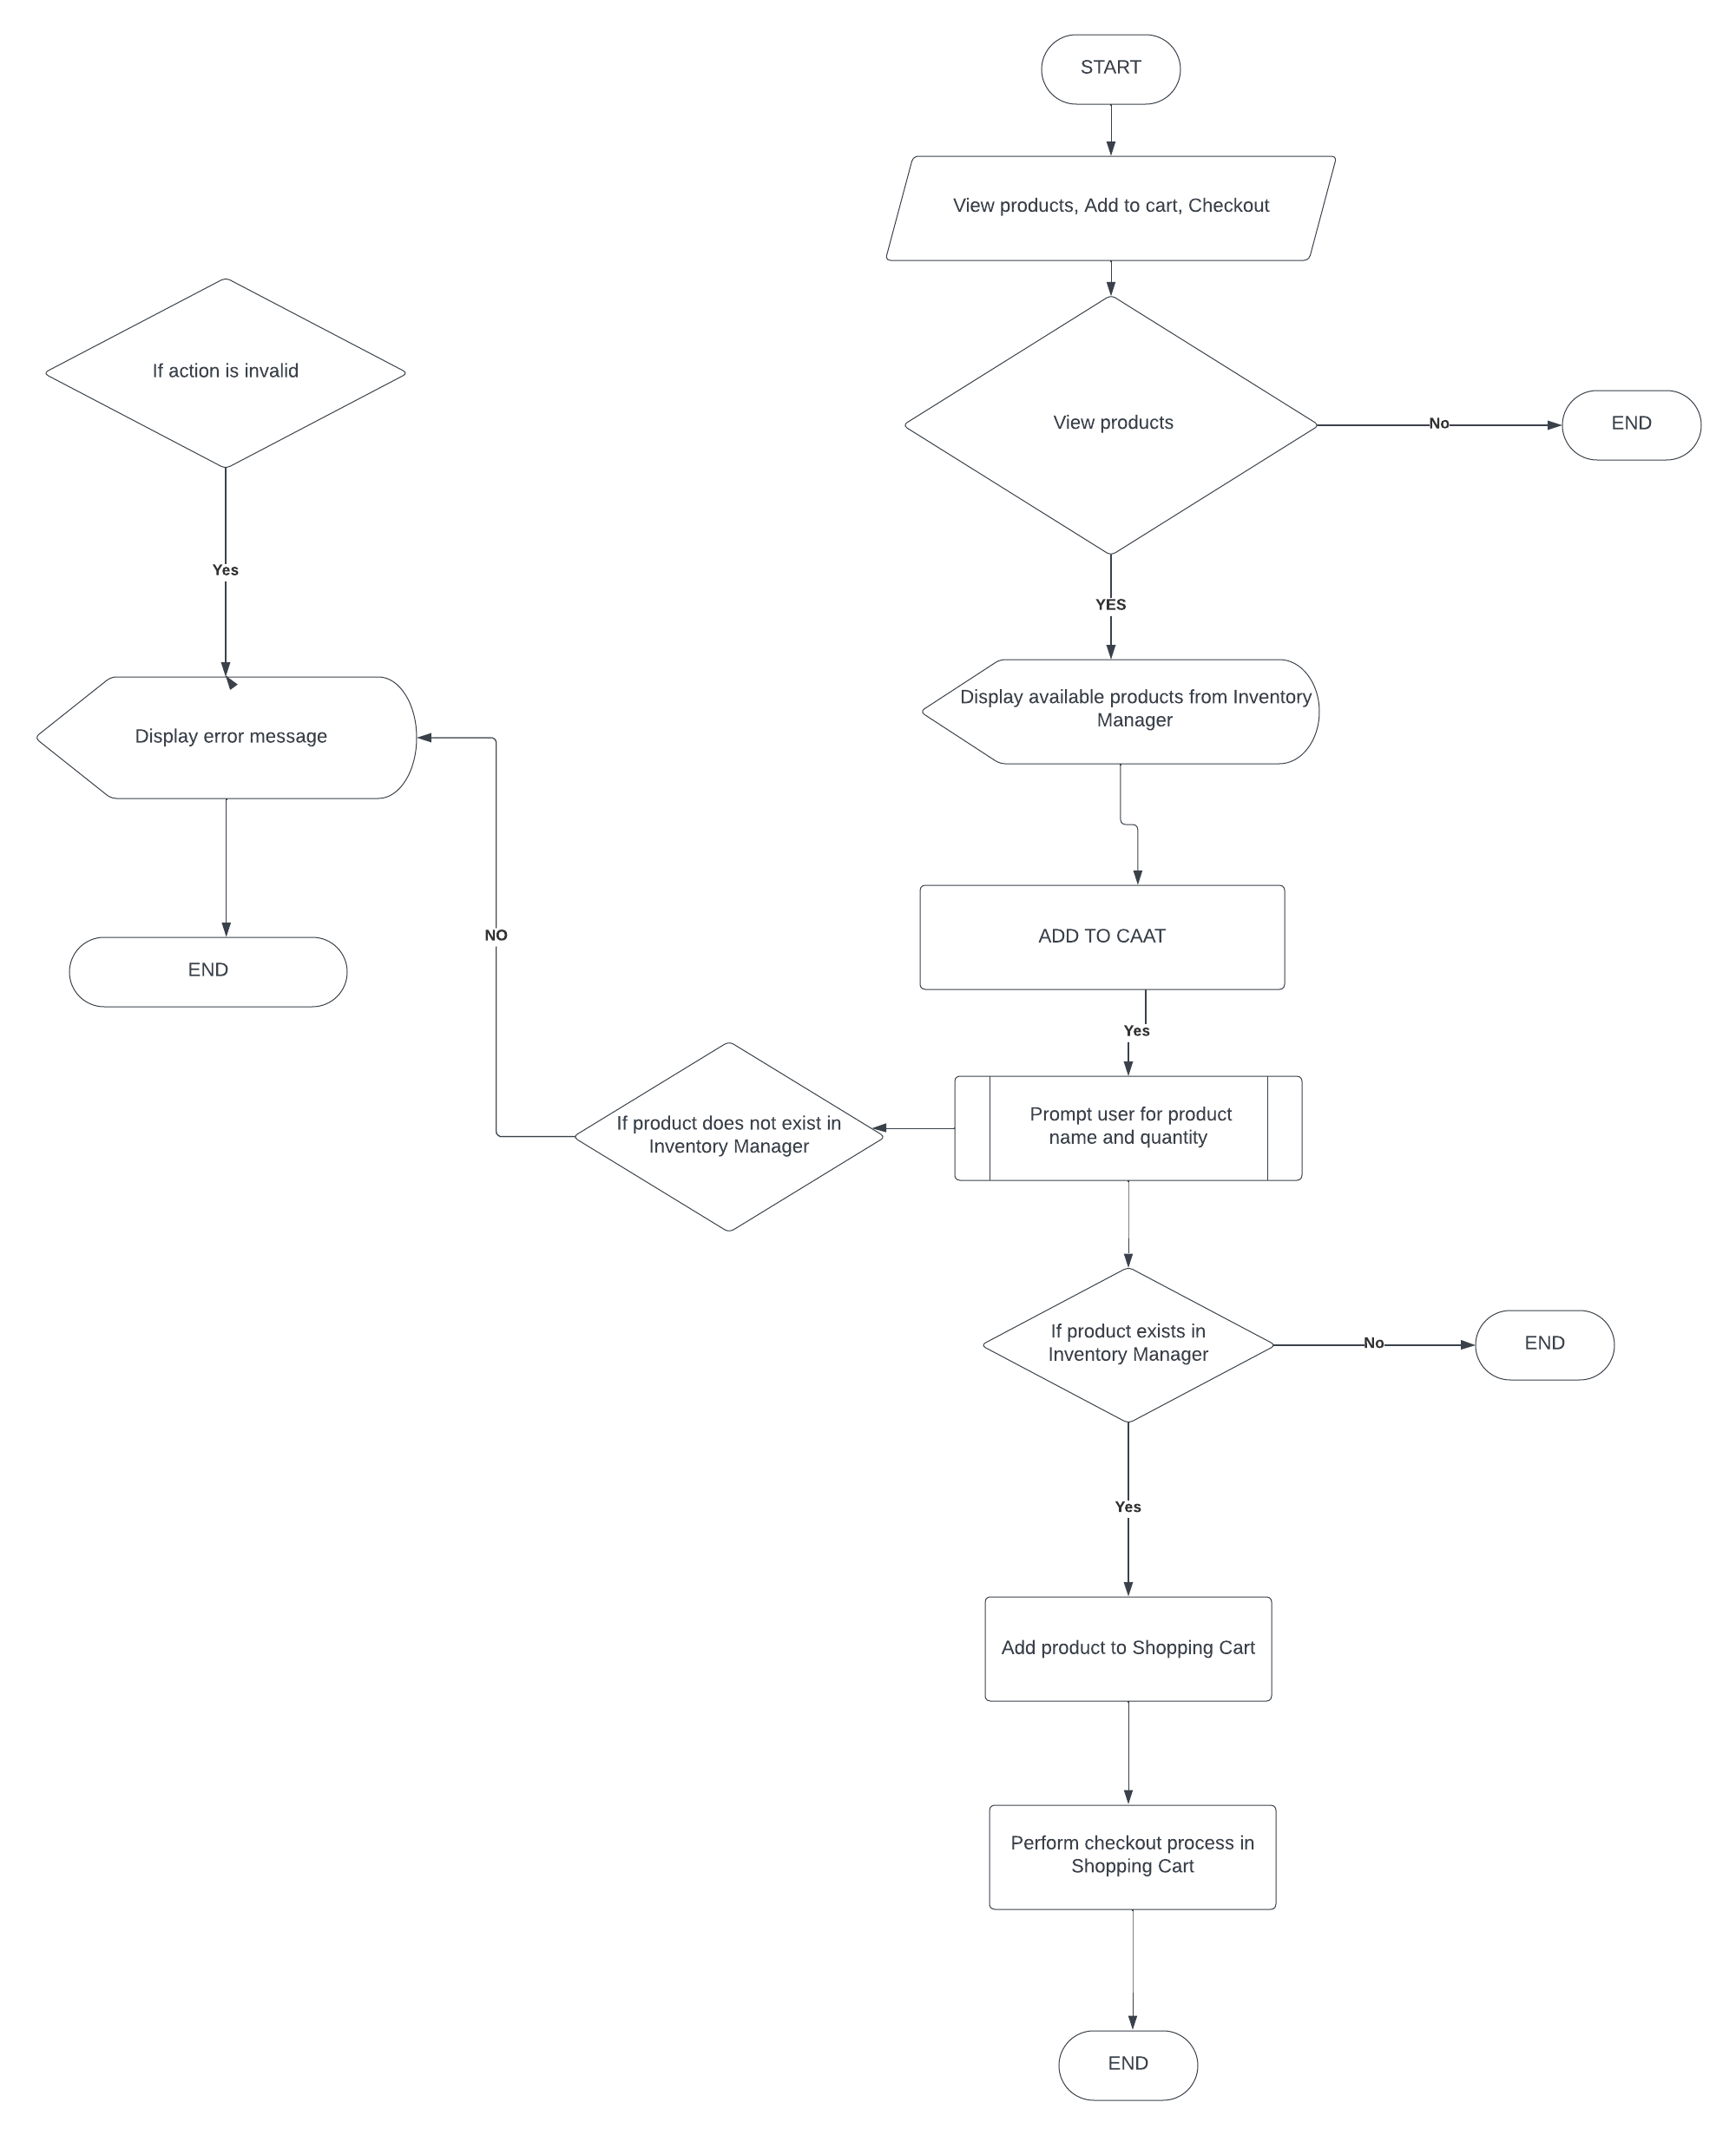 START
View products, Add to cart, Checkout
If action is invalid
View products
No
END
Yes
YES
Display available products from Inventory
Manager
Display error message
NO
ADD TO CAAT
END
Yes
If product does not exist in
Inventory Manager
Prompt user for product
name and quantity
If product exists in
Inventory Manager
No
END
Yes
Add product to Shopping Cart
Perform checkout process in
Shopping Cart
END